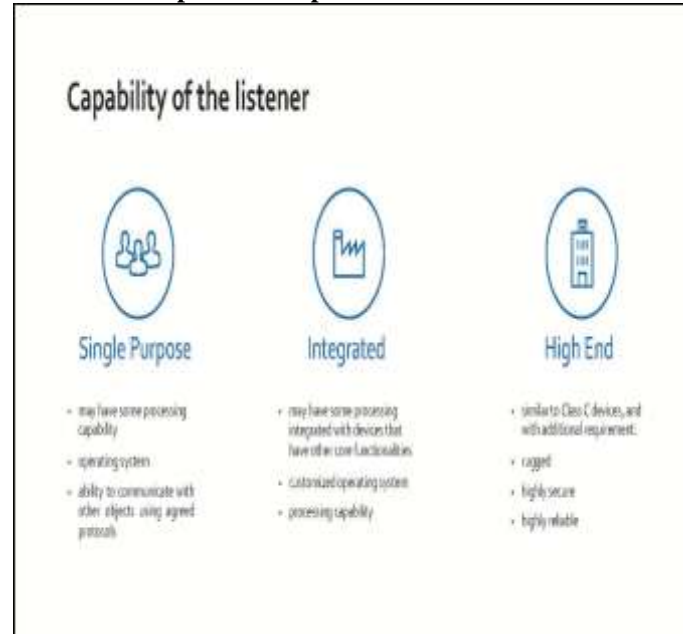 Capability of the listener
Single Purpose
may have some processing
capability
operating system
ability to communicate with
other objects using agreed
protocols
Integrated
may have some processing
integrated with devices that
have other core functionalities
customized operating system
processing capability
High End
similar to Class C devices, and
with additional requirement.
rugged
highly secure
highly reliable